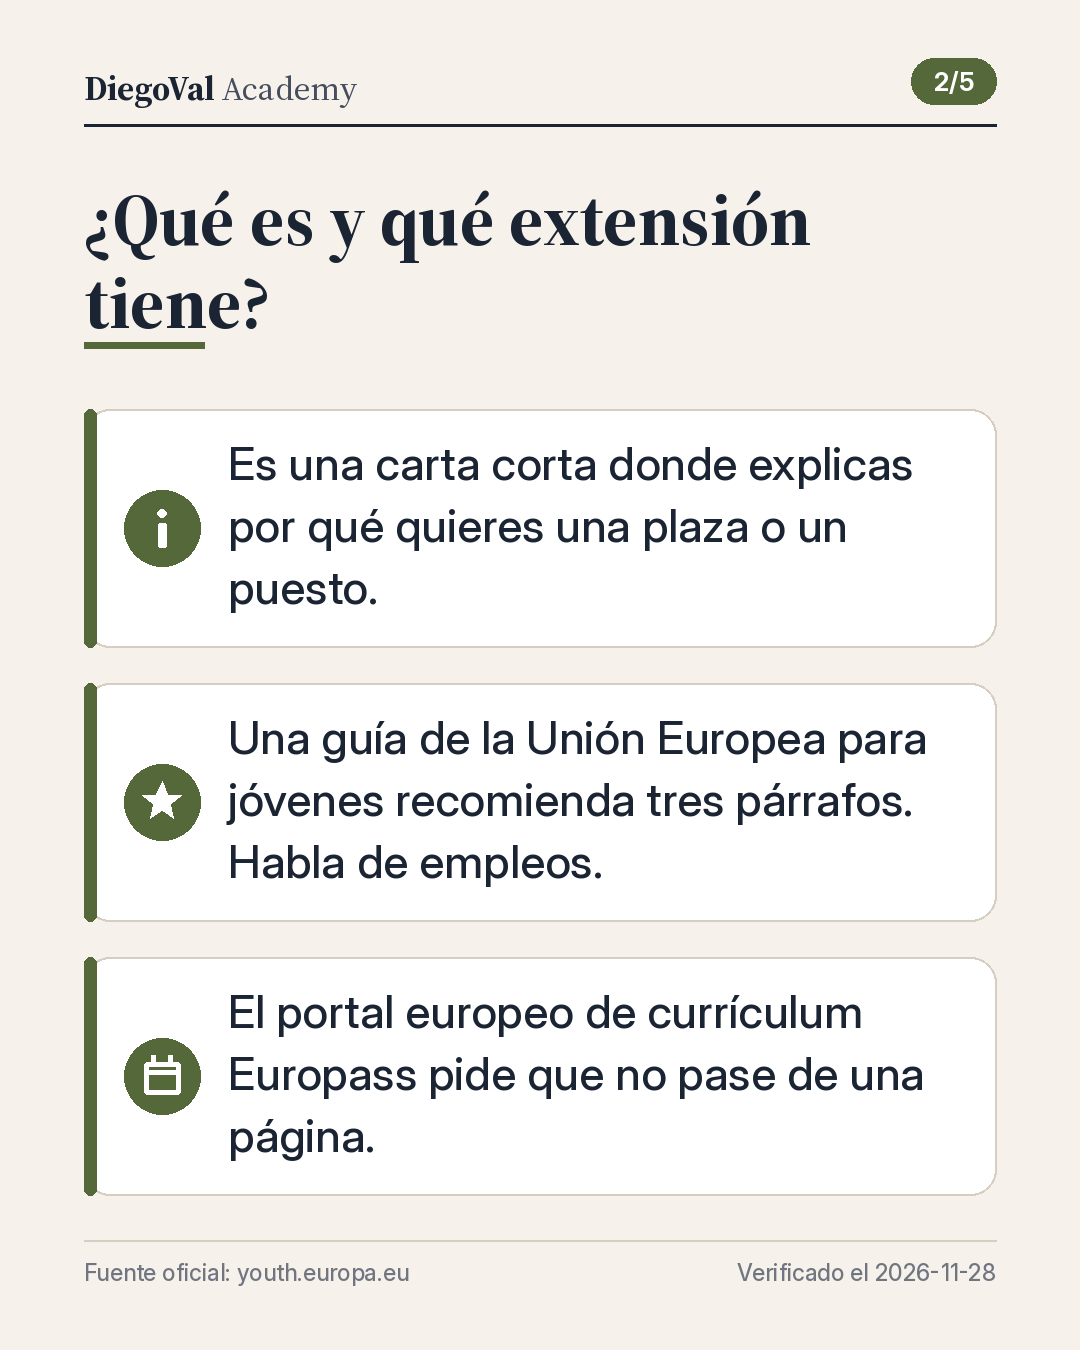 DiegoVal Academy
2/5
¿Qué es y qué extensión
tiene?
Es una carta corta donde explicas
por qué quieres una plaza o un
puesto.
Una guía de la Unión Europea para
jóvenes recomienda tres párrafos.
Habla de empleos.
El portal europeo de currículum
Europass pide que no pase de una
página.
Fuente oficial: youth.europa.eu
Verificado el 2026-11-28